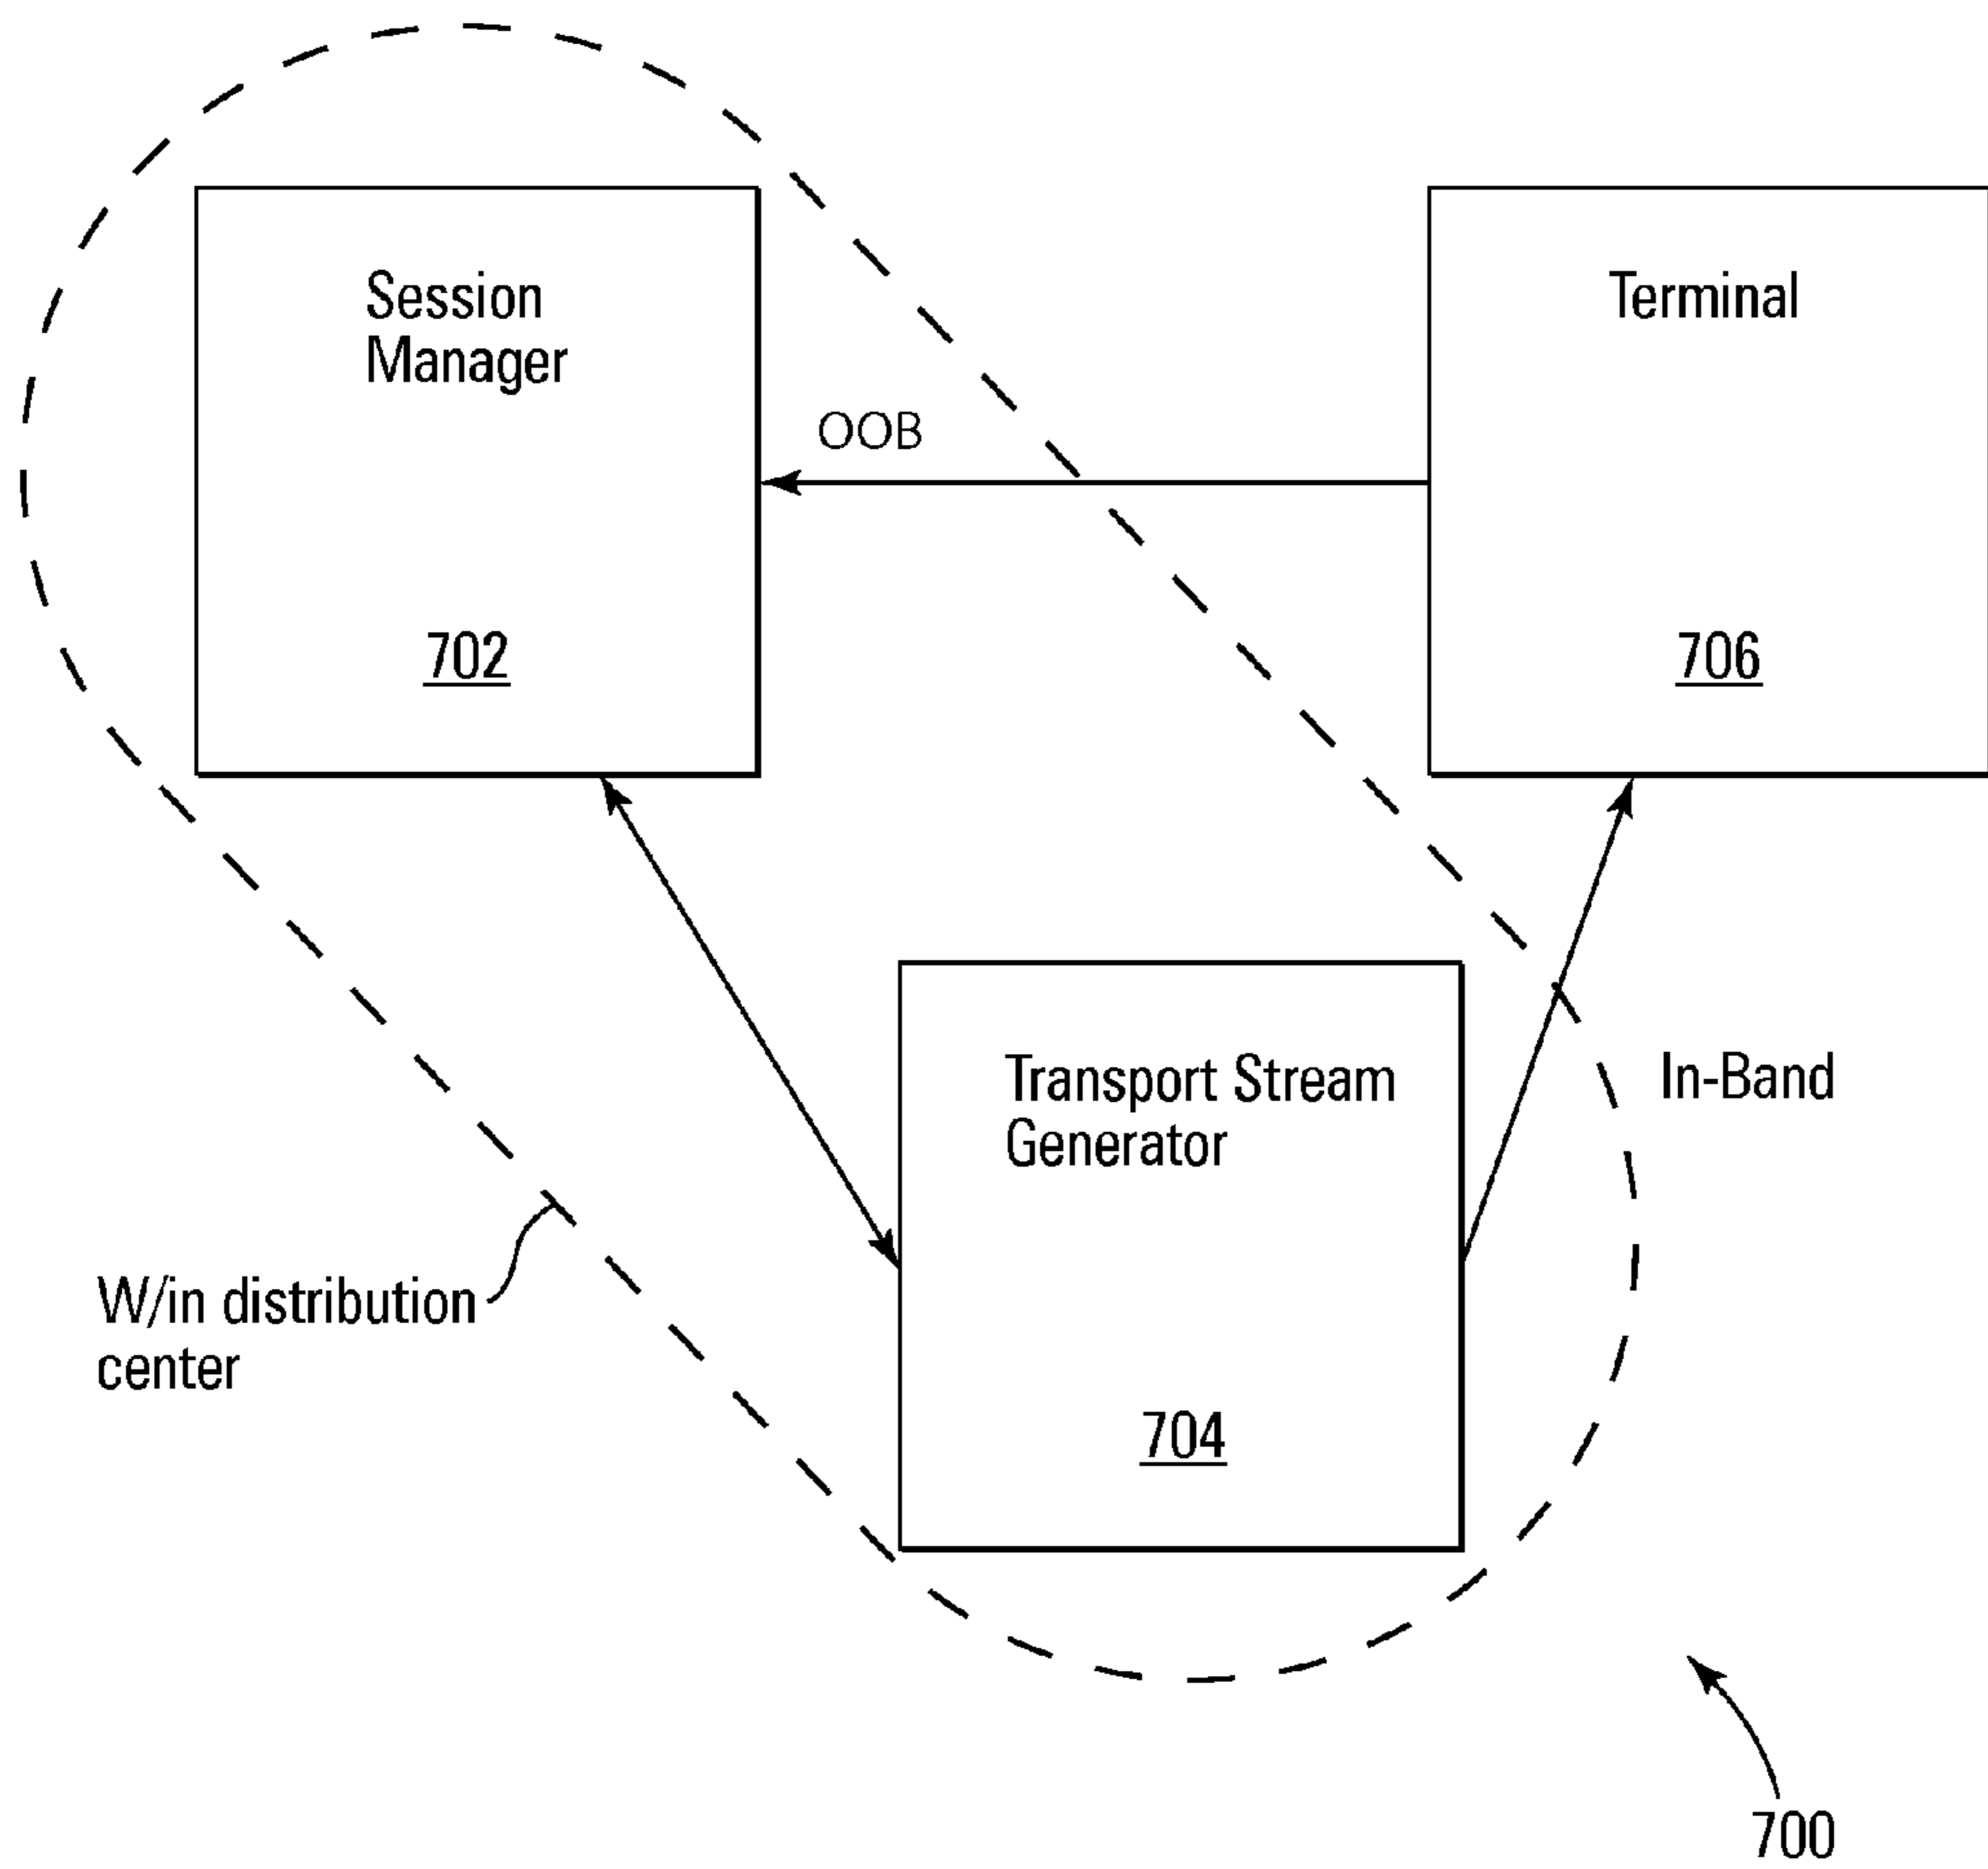 Session
Manager
702
OOB
Terminal
706
Transport Stream
Generator
704
In-Band
W/in distribution
center
700